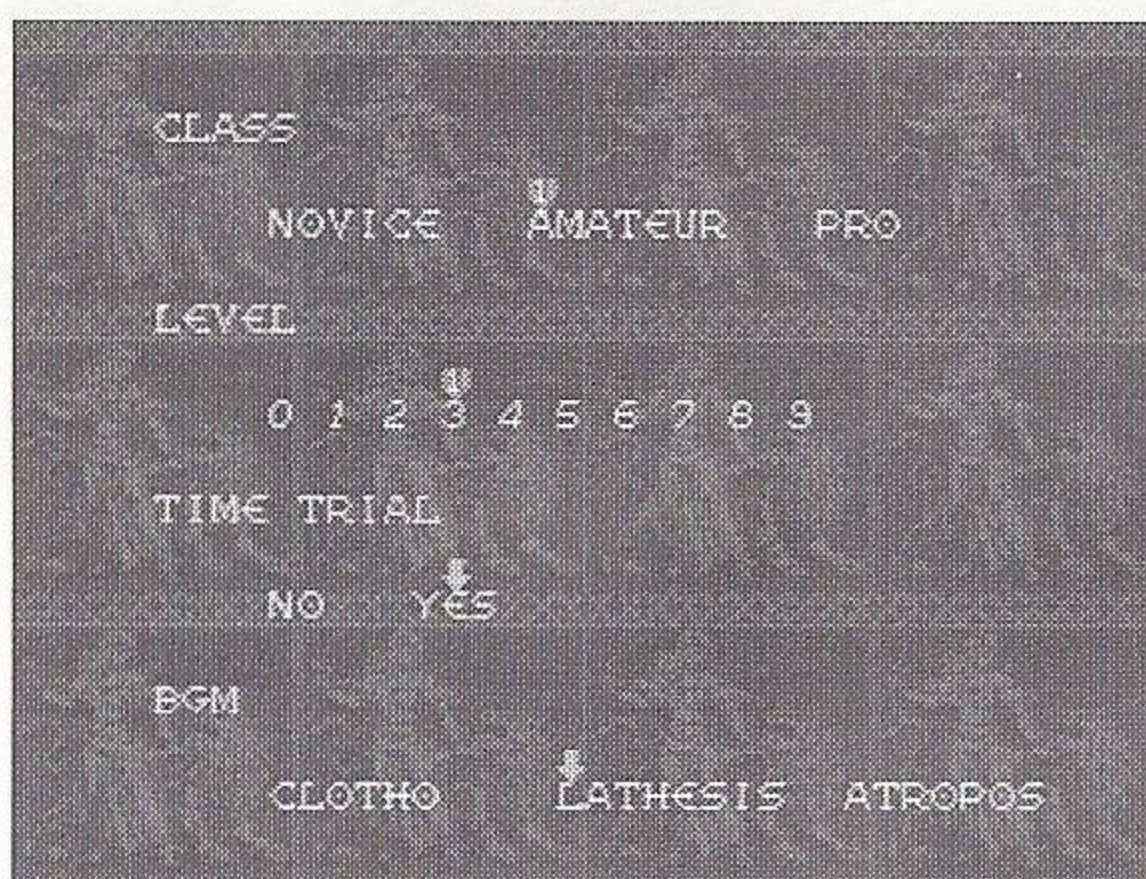 CLASS
NOVICE AMATEUR PRO
LEVEL
0 1 2 3 4 5 6 7 8 9
TIME TRIAL
NO YES
BGM
CLOTHO LATHESIS ATROPOS